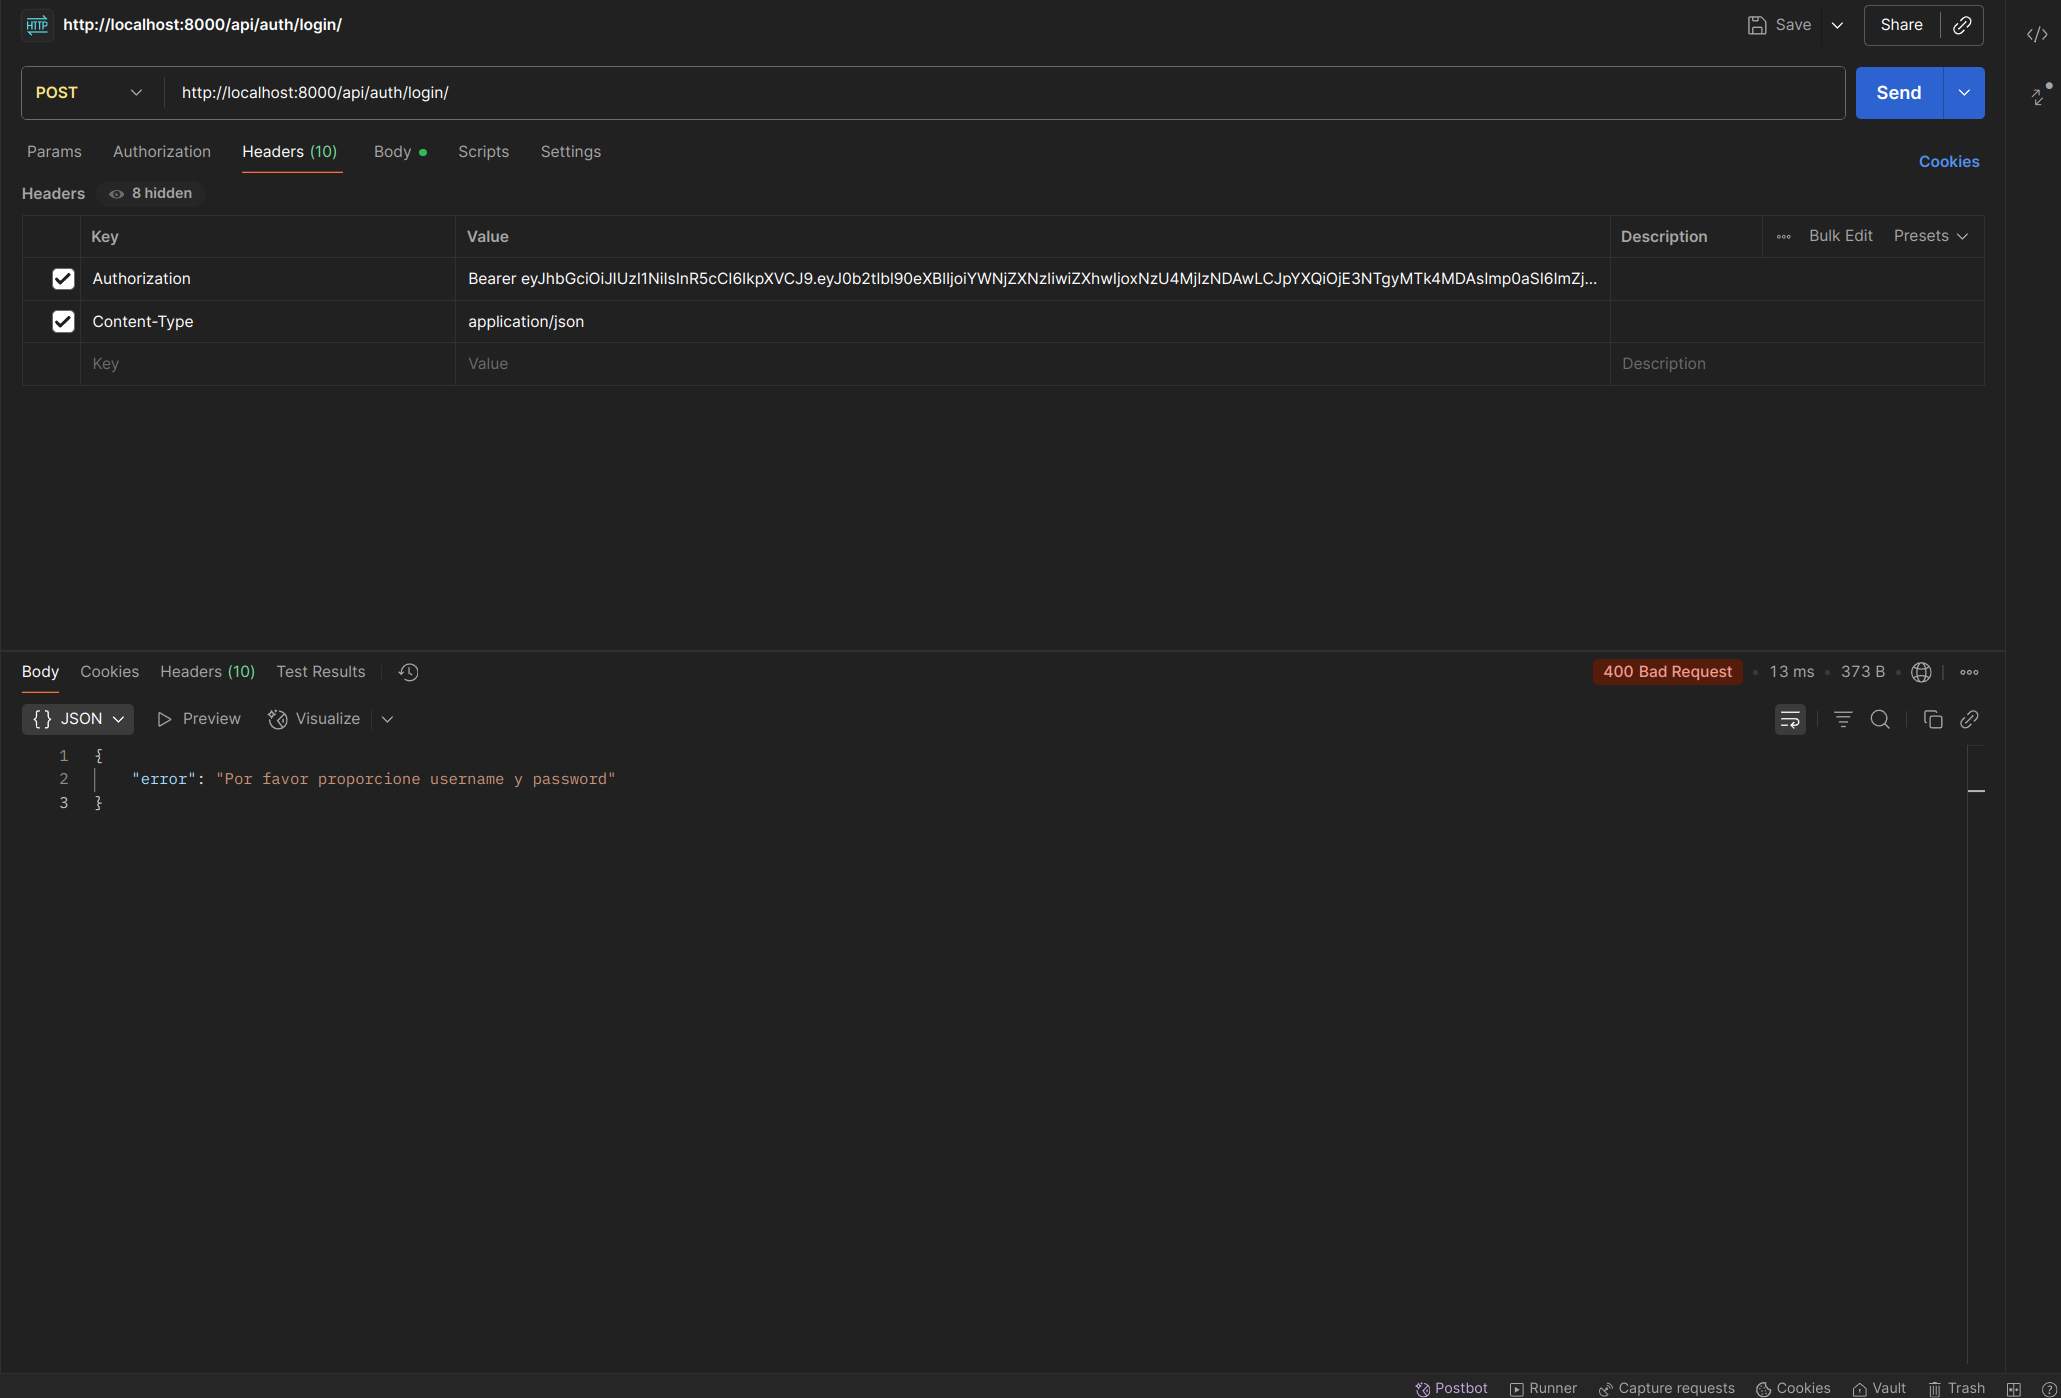 HTTP http://localhost:8000/api/auth/login/ Save Share
POST http://localhost:8000/api/auth/login/ Send
Params Authorization Headers (10) Body Scripts Settings Cookies
Headers 8 hidden
Key Value Description Bulk Edit Presets
Authorization Bearer eyJhbGciOiJIUzI1NiIsInR5cCI6IkpXVCJ9.eyJ0b2tlbl90eXBlIjoiYWNjZXNzIiwiZXhwIjoxNzU4MjIzNDAwLCJpYXQiOjE3NTgyMTk4MDAsImp0aSI6ImZj...
Content-Type application/json
Key Value Description
Body Cookies Headers (10) Test Results 400 Bad Request • 13 ms • 373 B
{} JSON Preview Visualize
1 {
2 "error": "Por favor proporcione username y password"
3 }
Postbot Runner Capture requests Cookies Vault Trash